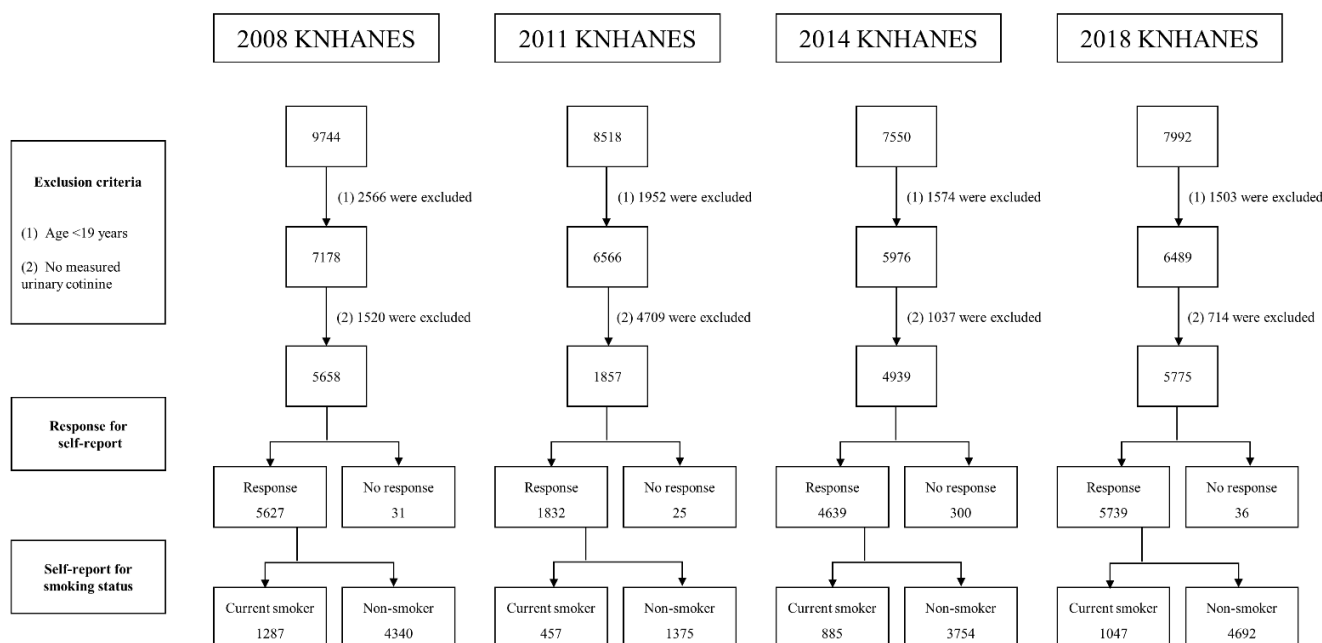 2008 KNHANES
2011 KNHANES
2014 KNHANES
2018 KNHANES
9744
8518
7550
7992
Exclusion criteria
(1) Age <19 years
(2) No measured
urinary cotinine
(1) 2566 were excluded
(1) 1952 were excluded
(1) 1574 were excluded
(1) 1503 were excluded
7178
6566
5976
6489
(2) 1520 were excluded
(2) 4709 were excluded
(2) 1037 were excluded
(2) 714 were excluded
5658
1857
4939
5775
Response for
self-report
Response
5627
No response
31
Response
1832
No response
25
Response
4639
No response
300
Response
5739
No response
36
Self-report for
smoking status
Current smoker
1287
Non-smoker
4340
Current smoker
457
Non-smoker
1375
Current smoker
885
Non-smoker
3754
Current smoker
1047
Non-smoker
4692